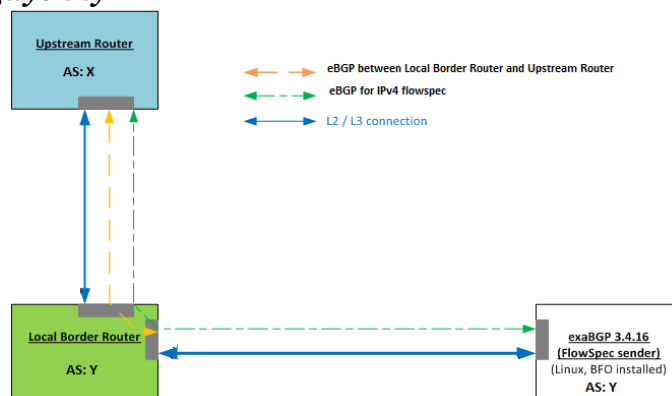 Upstream Router
AS: X
eBGP between Local Border Router and Upstream Router
eBGP for IPv4 flowspec
L2 / L3 connection
Local Border Router
AS: Y
exaBGP 3.4.16
(FlowSpec sender)
(Linux, BFO installed)
AS: Y